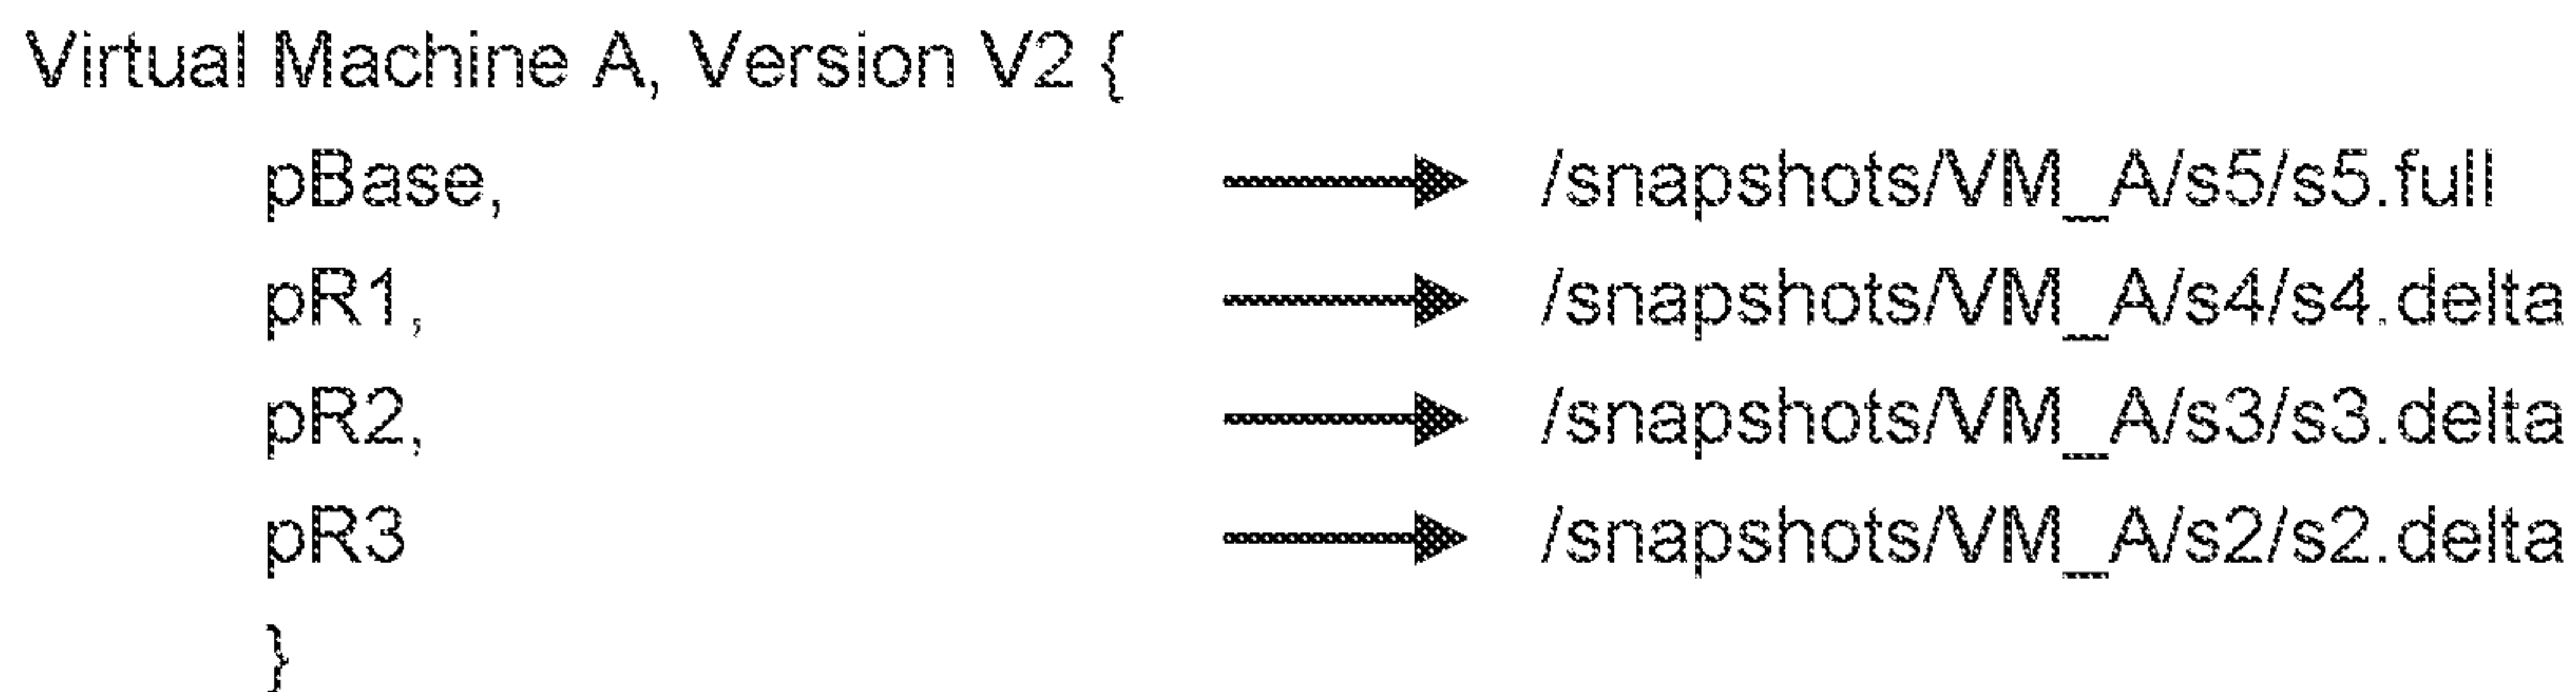 Virtual Machine A, Version V2 {
pBase, /snapshots/VM_A/s5/s5.full
pR1, /snapshots/VM_A/s4/s4.delta
pR2, /snapshots/VM_A/s3/s3.delta
pR3 /snapshots/VM_A/s2/s2.delta
}